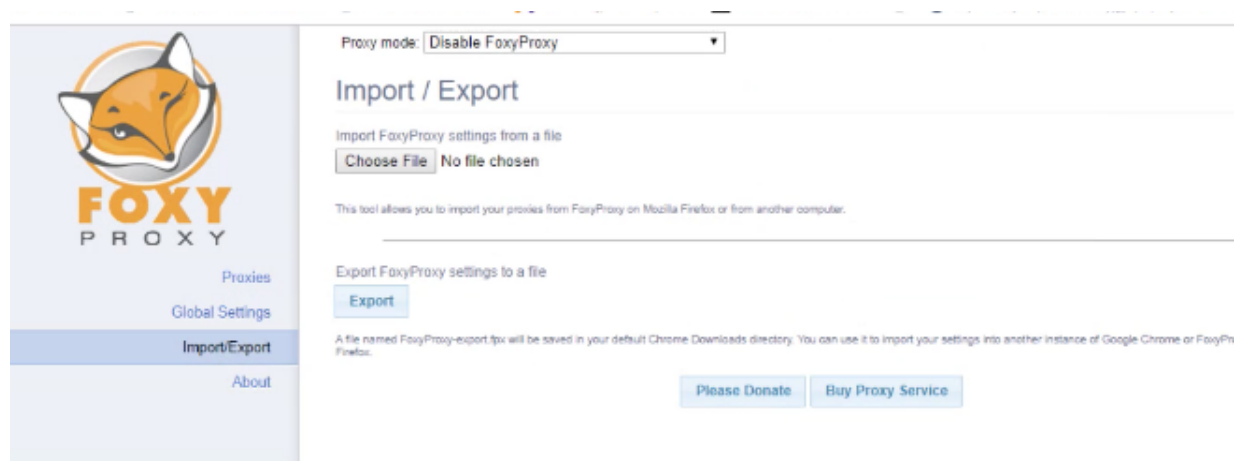 Proxy mode: Disable FoxyProxy
Import / Export
Import FoxyProxy settings from a file
Choose File No file chosen
This tool allows you to import your proxies from FoxyProxy on Mozilla Firefox or from another computer.
FOXY
PROXY
Proxies
Global Settings
Import/Export
About
Export FoxyProxy settings to a file
Export
A file named FoxyProxy-export.fpx will be saved in your default Chrome Downloads directory. You can use it to import your settings into another instance of Google Chrome or FoxyPr
Firefox.
Please Donate Buy Proxy Service